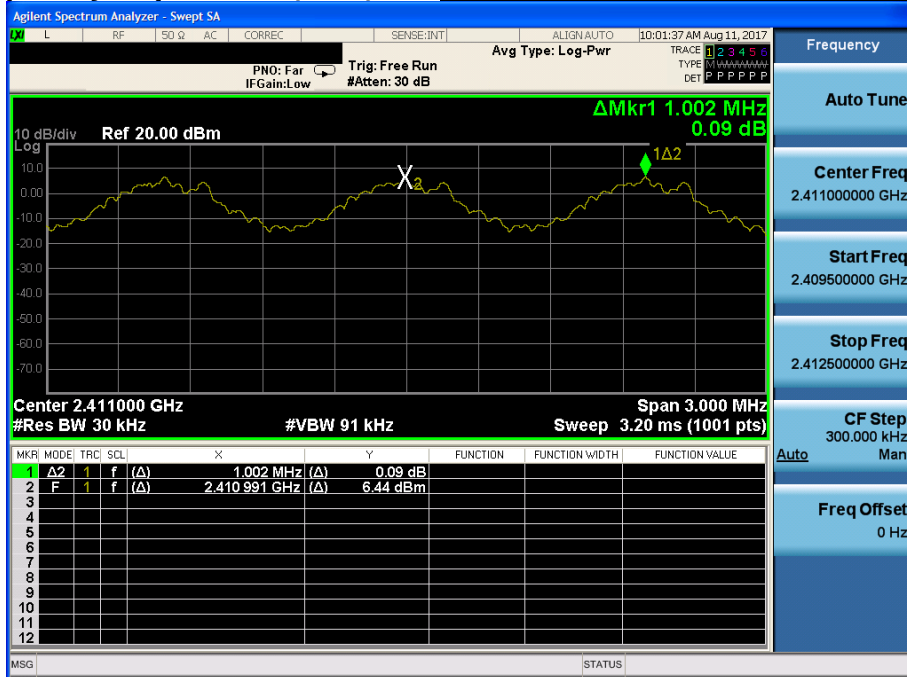 Agilent Spectrum Analyzer - Swept SA
LXI L RF 50 Ω AC CORREC SENSE:INT ALIGN AUTO 10:01:37 AM Aug 11, 2017
Avg Type: Log-Pwr TRACE 1 2 3 4 5 6
PNO: Far Trig: Free Run TYPE M W W W W W
IFGain:Low #Atten: 30 dB DET P P P P P P
ΔMkr1 1.002 MHz
0.09 dB
10 dB/div Ref 20.00 dBm
Log
1Δ2
10.0
X2
0.00
-10.0
-20.0
-30.0
-40.0
-50.0
-60.0
-70.0
Center 2.411000 GHz Span 3.000 MHz
#Res BW 30 kHz #VBW 91 kHz Sweep 3.20 ms (1001 pts)
MKR MODE TRC SCL X Y FUNCTION FUNCTION WIDTH FUNCTION VALUE
1 Δ2 1 f (Δ) 1.002 MHz (Δ) 0.09 dB
2 F 1 f (Δ) 2.410 991 GHz (Δ) 6.44 dBm
3
4
5
6
7
8
9
10
11
12
MSG STATUS
Frequency
Auto Tune
Center Freq
2.411000000 GHz
Start Freq
2.409500000 GHz
Stop Freq
2.412500000 GHz
CF Step
300.000 kHz
Auto Man
Freq Offset
0 Hz